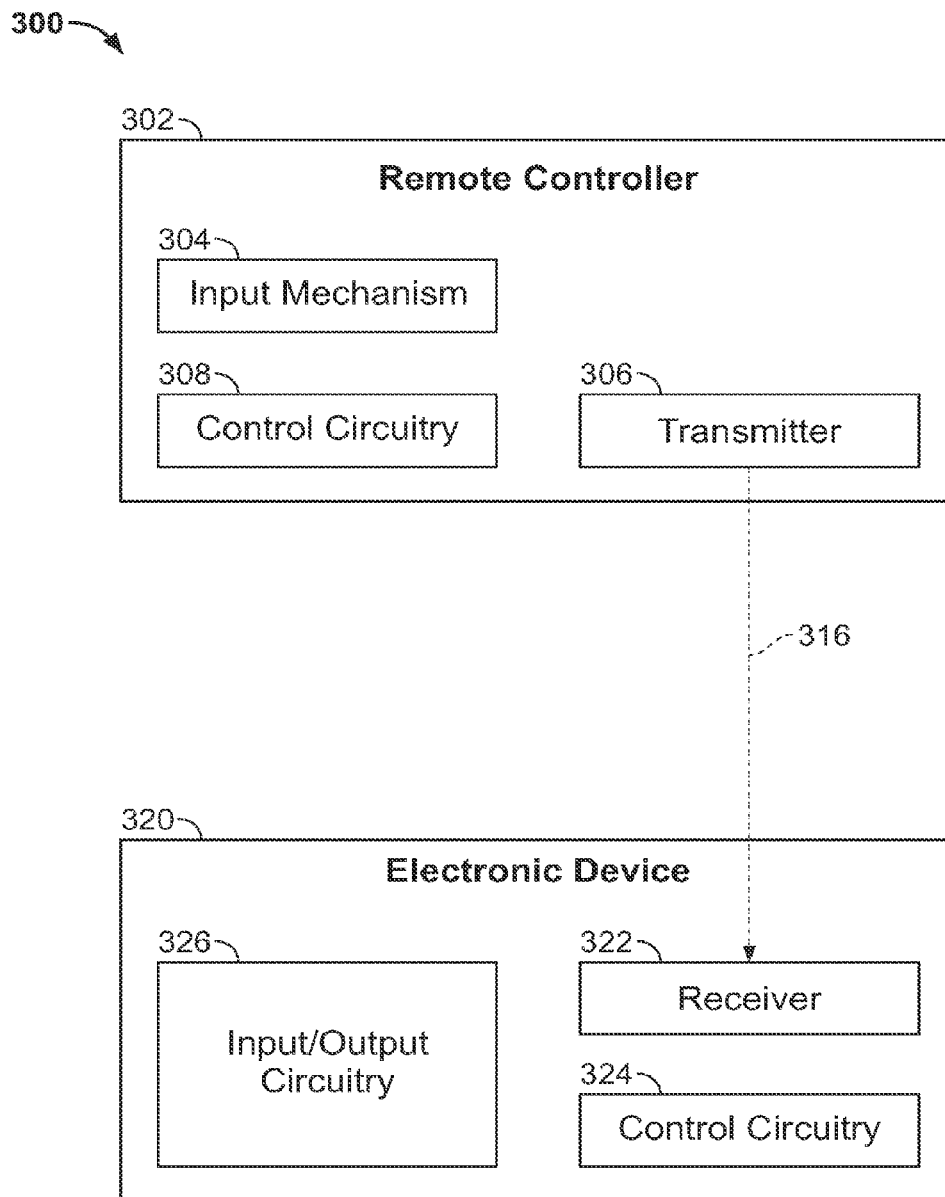 300
302
Remote Controller
304
Input Mechanism
308
Control Circuitry
306
Transmitter
316
320
Electronic Device
326
Input/Output
Circuitry
322
Receiver
324
Control Circuitry